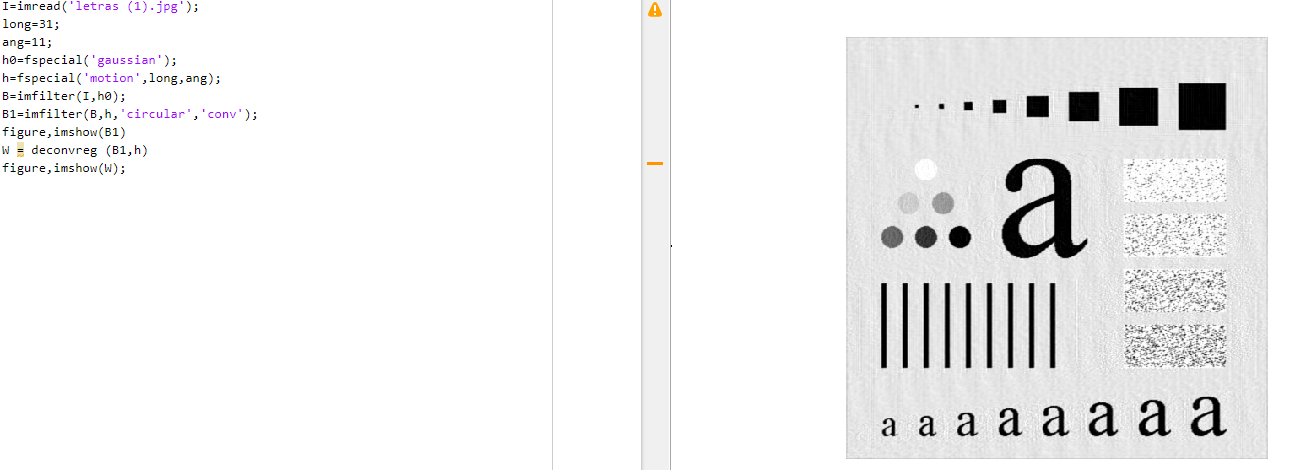 I=imread('letras (1).jpg');
long=31;
ang=11;
h0=fspecial('gaussian');
h=fspecial('motion',long,ang);
B=imfilter(I,h0);
B1=imfilter(B,h,'circular','conv');
figure,imshow(B1)
W = deconvreg (B1,h)
figure,imshow(W);
a
a a a a a a a a